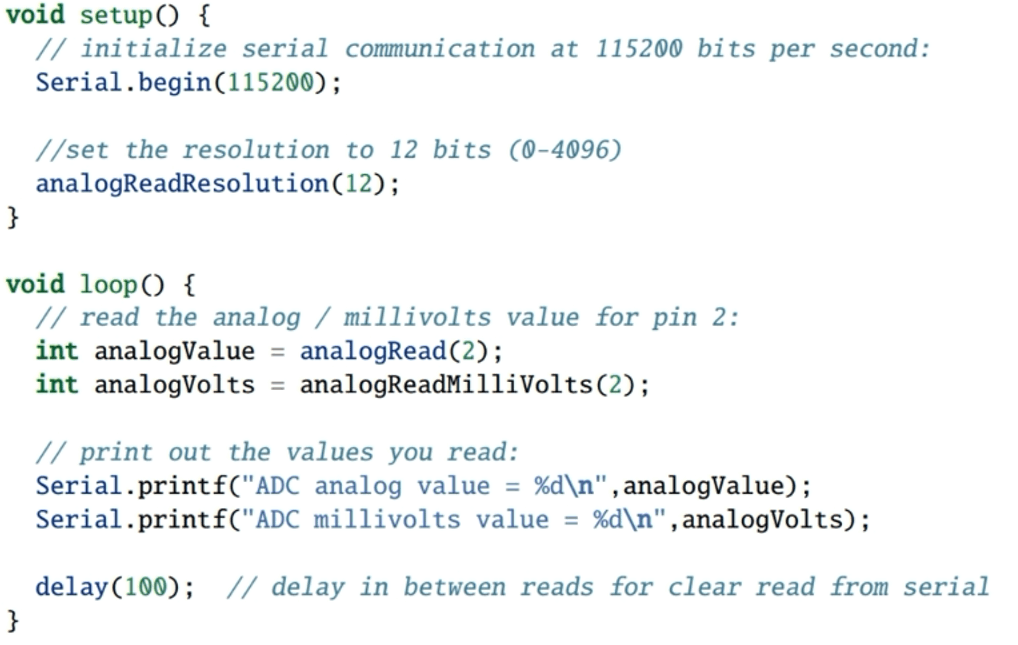 void setup() {
  // initialize serial communication at 115200 bits per second:
  Serial.begin(115200);

  //set the resolution to 12 bits (0-4096)
  analogReadResolution(12);
}

void loop() {
  // read the analog / millivolts value for pin 2:
  int analogValue = analogRead(2);
  int analogVolts = analogReadMilliVolts(2);

  // print out the values you read:
  Serial.printf("ADC analog value = %d\n",analogValue);
  Serial.printf("ADC millivolts value = %d\n",analogVolts);

  delay(100);  // delay in between reads for clear read from serial
}